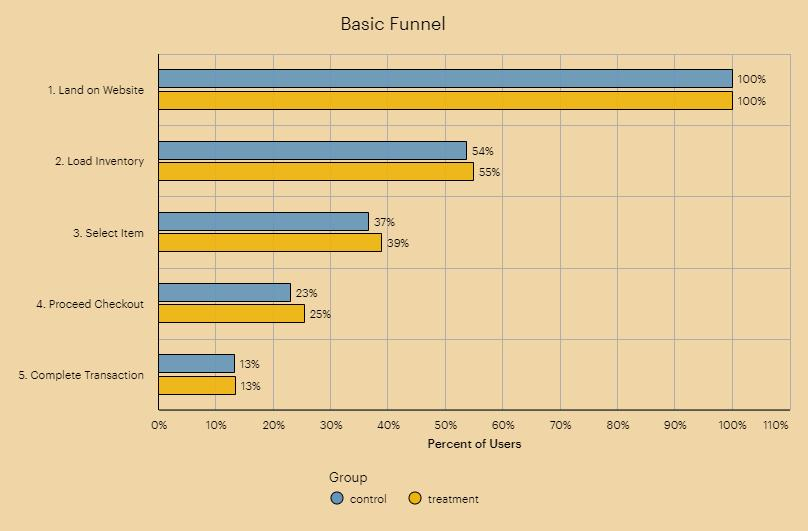 Basic Funnel
1. Land on Website
100%
100%
2. Load Inventory
54%
55%
3. Select Item
37%
39%
4. Proceed Checkout
23%
25%
5. Complete Transaction
13%
13%
0% 10% 20% 30% 40% 50% 60% 70% 80% 90% 100% 110%
Percent of Users
Group
control treatment